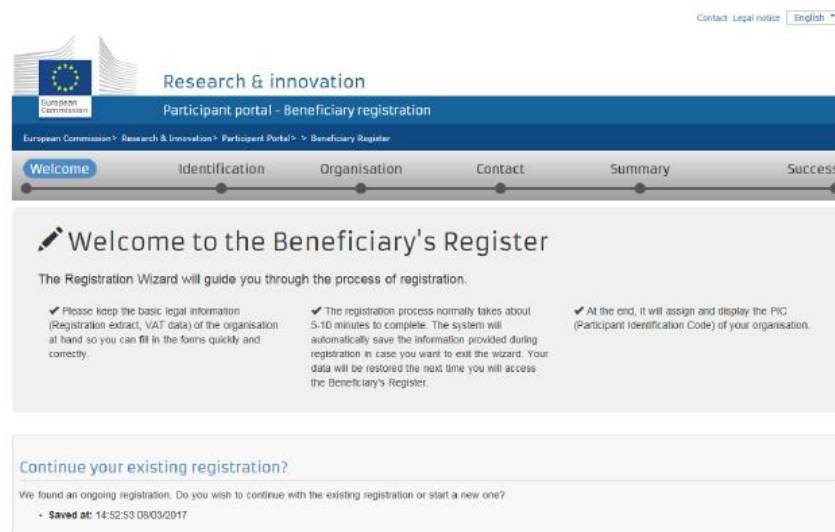 Contact Legal notice English
European
Commission
Research & innovation
Participant portal - Beneficiary registration
European Commission > Research & Innovation > Participant Portal > > Beneficiary Register
Welcome Identification Organisation Contact Summary Success
Welcome to the Beneficiary's Register
The Registration Wizard will guide you through the process of registration.
✔ Please keep the basic legal information
(Registration extract, VAT data) of the organisation
at hand so you can fill in the forms quickly and
correctly.
✔ The registration process normally takes about
5-10 minutes to complete. The system will
automatically save the information provided during
registration in case you want to exit the wizard. Your
data will be restored the next time you will access
the Beneficiary's Register.
✔ At the end, it will assign and display the PIC
(Participant Identification Code) of your organisation.
Continue your existing registration?
We found an ongoing registration. Do you wish to continue with the existing registration or start a new one?
• Saved at: 14:52:53 08/03/2017